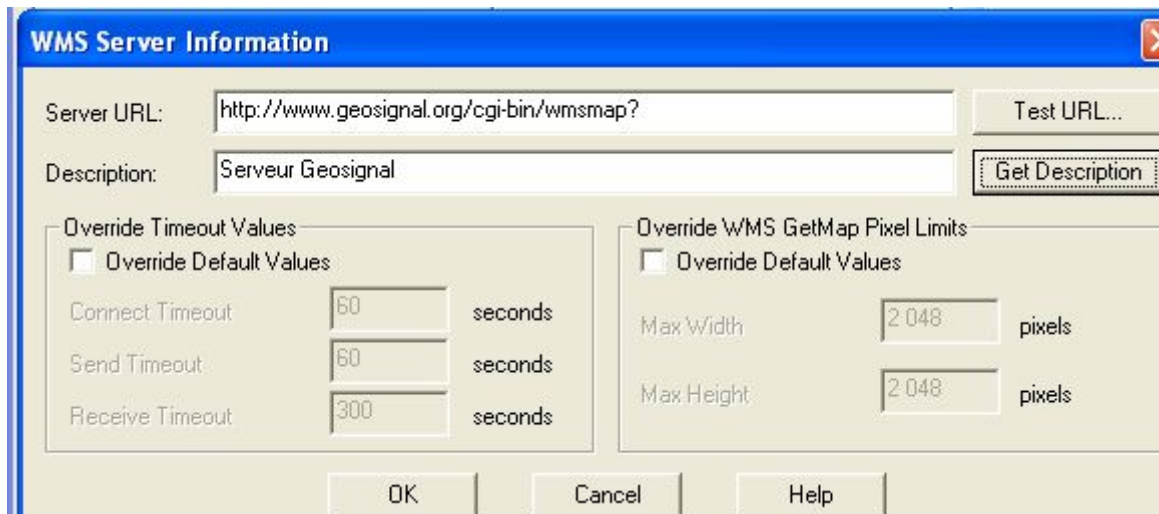 WMS Server Information
Server URL: http://www.geosignal.org/cgi-bin/wmsmap? Test URL...
Description: Serveur Geosignal Get Description
Override Timeout Values Override WMS GetMap Pixel Limits
Override Default Values Override Default Values
Connect Timeout 60 seconds Max Width 2 048 pixels
Send Timeout 60 seconds Max Height 2 048 pixels
Receive Timeout 300 seconds
OK Cancel Help